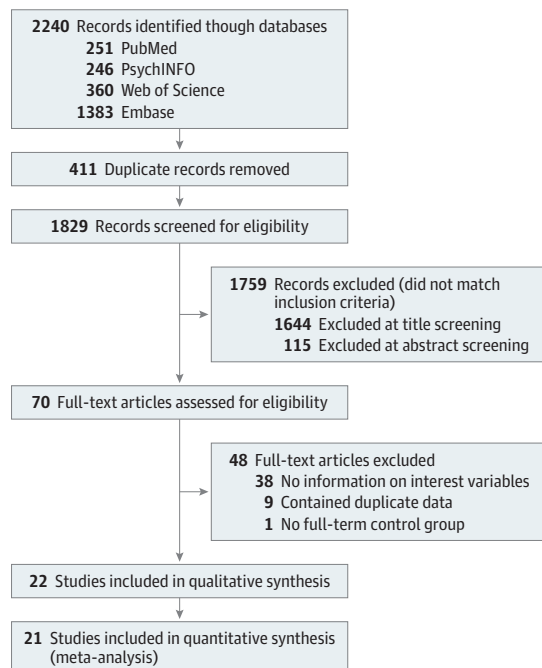 2240 Records identified though databases
251 PubMed
246 PsychINFO
360 Web of Science
1383 Embase
411 Duplicate records removed
1829 Records screened for eligibility
1759 Records excluded (did not match
inclusion criteria)
1644 Excluded at title screening
115 Excluded at abstract screening
70 Full-text articles assessed for eligibility
48 Full-text articles excluded
38 No information on interest variables
9 Contained duplicate data
1 No full-term control group
22 Studies included in qualitative synthesis
21 Studies included in quantitative synthesis
(meta-analysis)